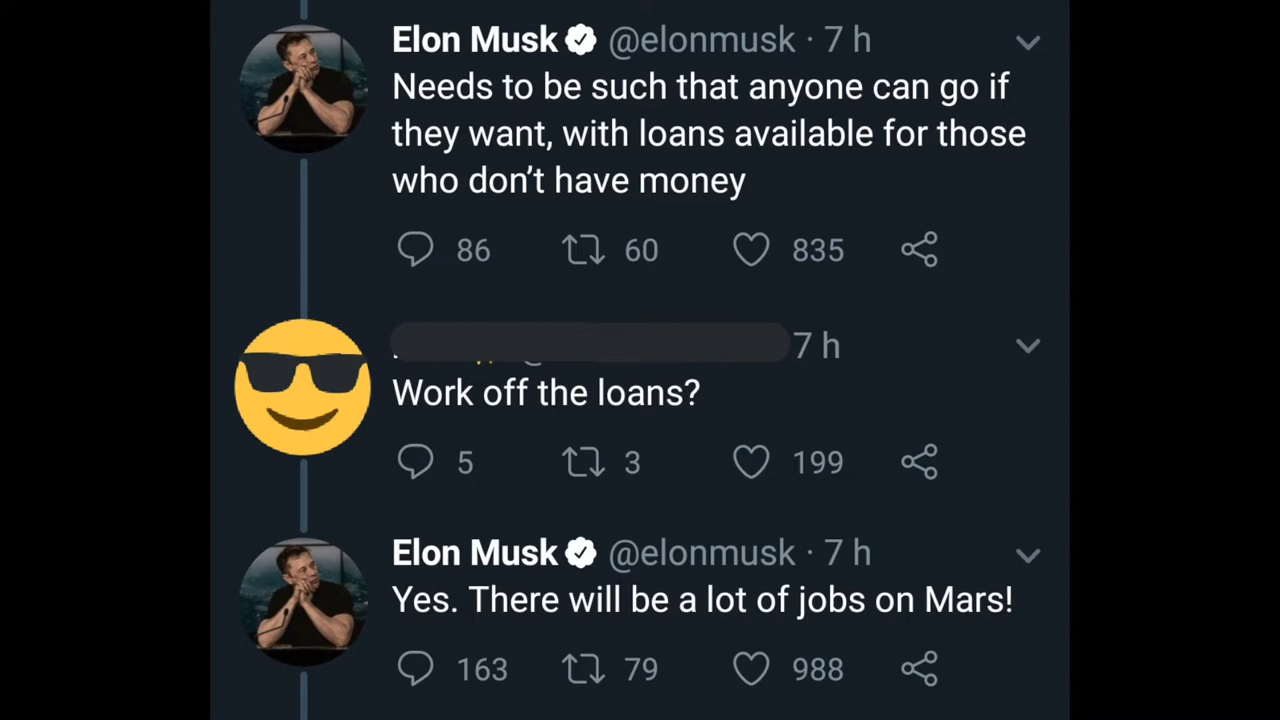 Elon Musk @elonmusk · 7 h
Needs to be such that anyone can go if
they want, with loans available for those
who don’t have money
86 60 835
7 h
Work off the loans?
5 3 199
Elon Musk @elonmusk · 7 h
Yes. There will be a lot of jobs on Mars!
163 79 988